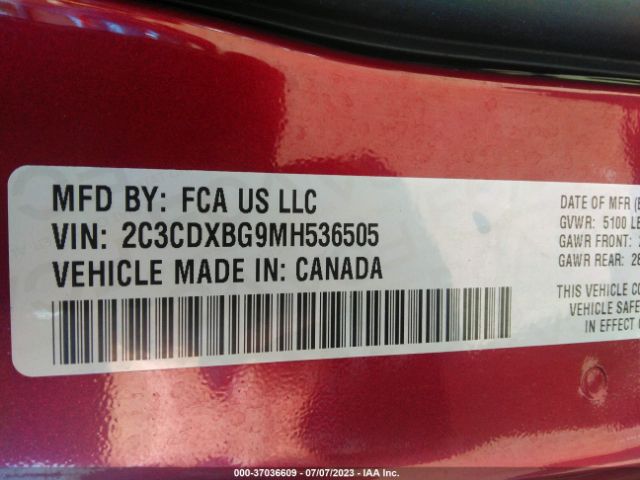 MFD BY: FCA US LLC
VIN: 2C3CDXBG9MH536505
VEHICLE MADE IN: CANADA
DATE OF MFR
GVWR: 5100
GAWR FRONT:
GAWR REAR: 28
THIS VEHICLE
VEHICLE
IN EFFECT
000-37036609 - 07/07/2023 - IAA Inc.